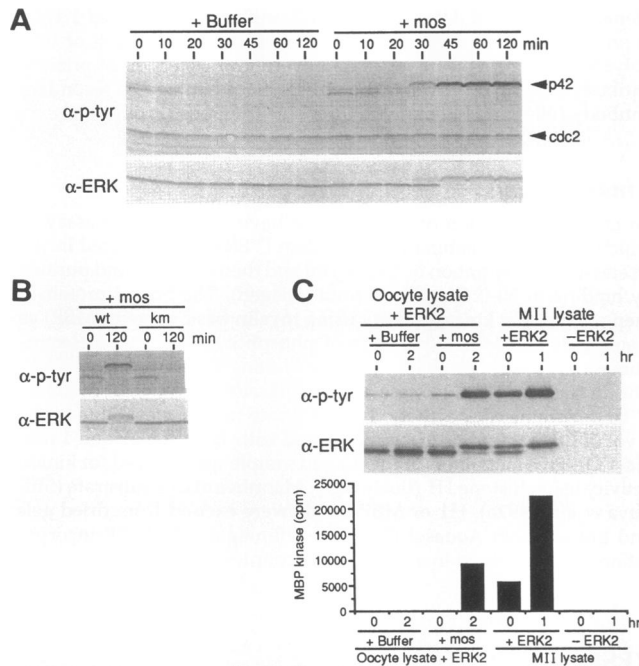 A
+ Buffer + mos
0 10 20 30 45 60 120 0 10 20 30 45 60 120 min
α-p-tyr
p42
cdc2
α-ERK
B
+ mos
wt km
0 120 0 120 min
α-p-tyr
α-ERK
C
Oocyte lysate
+ ERK2
MII lysate
+ Buffer + mos +ERK2 −ERK2
0 2 0 2 0 1 0 1 hr
α-p-tyr
α-ERK
MBP kinase (cpm)
25000
20000
15000
10000
5000
0
0 2 0 2 0 1 0 1 hr
+ Buffer + mos + ERK2 − ERK2
Oocyte lysate + ERK2 MII lysate